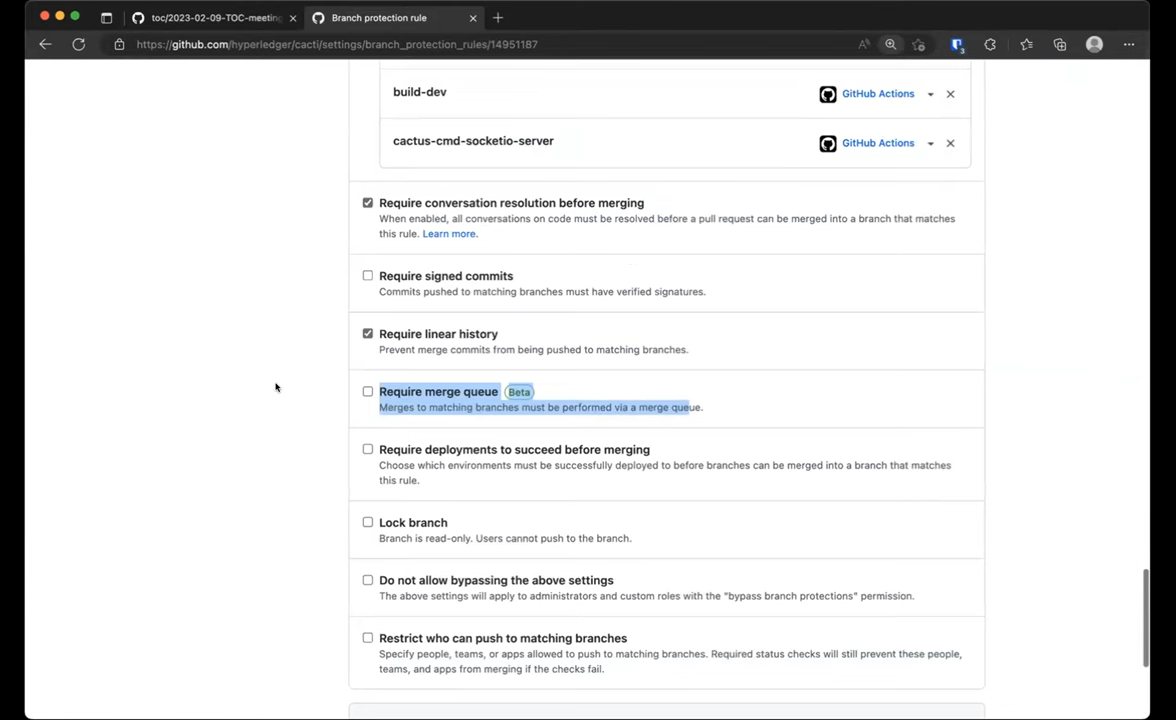 toc/2023-02-09-TOC-meeting
Branch protection rule
https://github.com/hyperledger/cacti/settings/branch_protection_rules/14951187
build-dev
GitHub Actions
cactus-cmd-socketio-server
GitHub Actions
Require conversation resolution before merging
When enabled, all conversations on code must be resolved before a pull request can be merged into a branch that matches
this rule. Learn more.
Require signed commits
Commits pushed to matching branches must have verified signatures.
Require linear history
Prevent merge commits from being pushed to matching branches.
Require merge queue Beta
Merges to matching branches must be performed via a merge queue.
Require deployments to succeed before merging
Choose which environments must be successfully deployed to before branches can be merged into a branch that matches
this rule.
Lock branch
Branch is read-only. Users cannot push to the branch.
Do not allow bypassing the above settings
The above settings will apply to administrators and custom roles with the "bypass branch protections" permission.
Restrict who can push to matching branches
Specify people, teams, or apps allowed to push to matching branches. Required status checks will still prevent these people,
teams, and apps from merging if the checks fail.